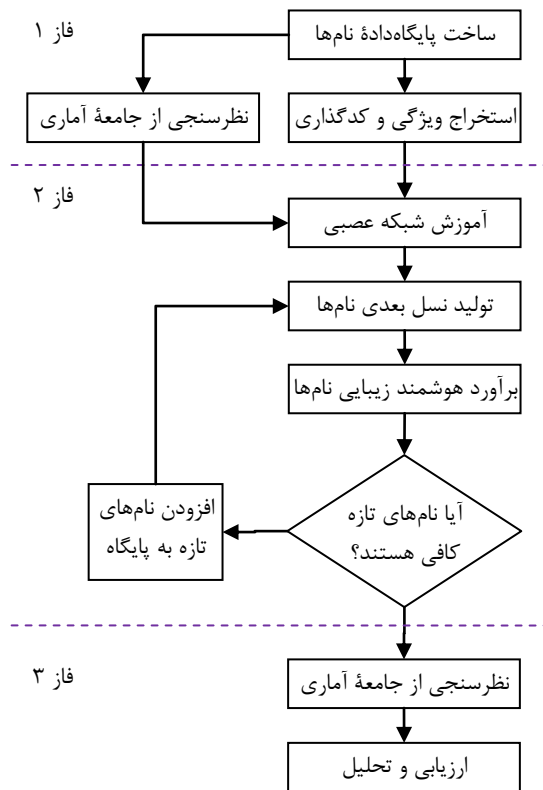 فاز ۱
ساخت پایگاه‌دادهٔ نام‌ها
استخراج ویژگی و کدگذاری
نظرسنجی از جامعهٔ آماری
فاز ۲
آموزش شبکه عصبی
تولید نسل بعدی نام‌ها
برآورد هوشمند زیبایی نام‌ها
آیا نام‌های تازه
کافی هستند؟
افزودن نام‌های
تازه به پایگاه
فاز ۳
نظرسنجی از جامعهٔ آماری
ارزیابی و تحلیل